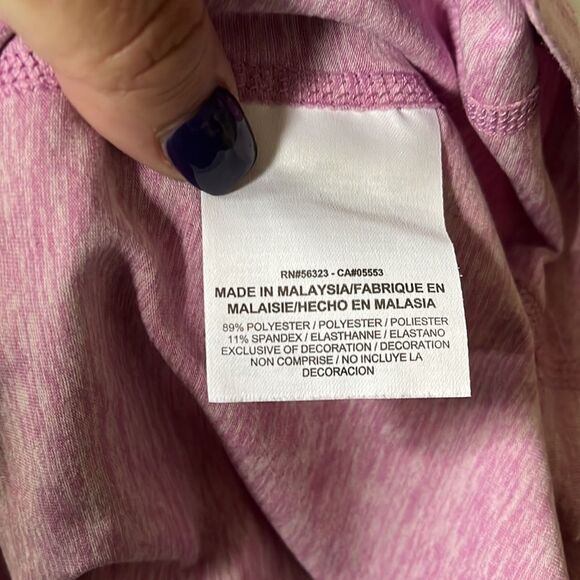 RN#56323 - CA#05553
MADE IN MALAYSIA/FABRIQUE EN
MALAISIE/HECHO EN MALASIA
89% POLYESTER / POLYESTER / POLIESTER
11% SPANDEX / ELASTHANNE / ELASTANO
EXCLUSIVE OF DECORATION / DECORATION
NON COMPRISE / NO INCLUYE LA
DECORACION